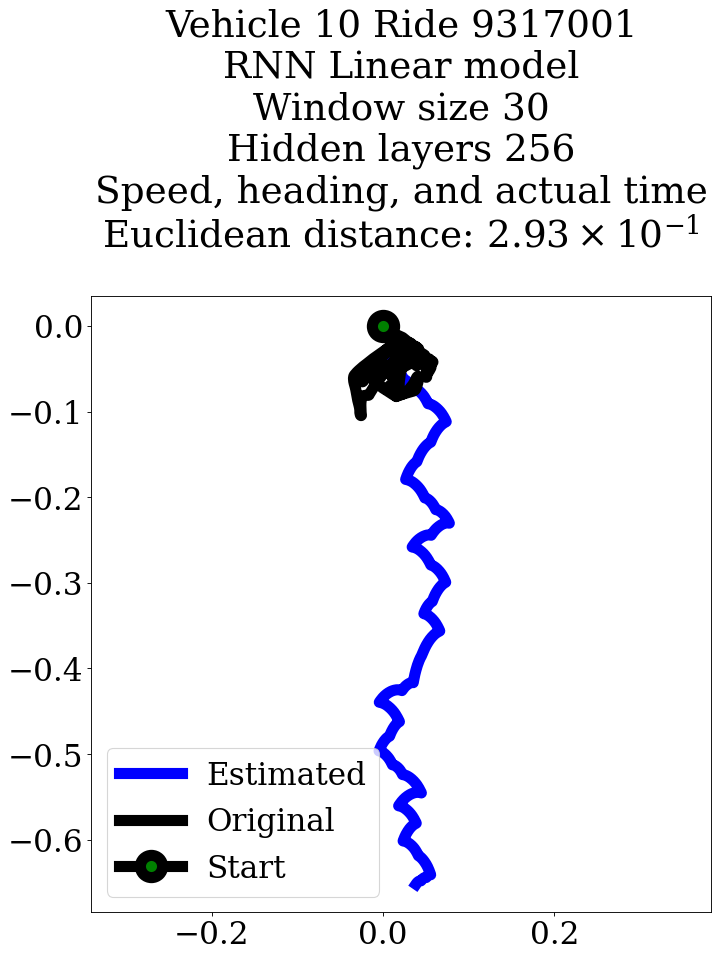 Vehicle 10 Ride 9317001
RNN Linear model
Window size 30
Hidden layers 256
Speed, heading, and actual time
Euclidean distance: 2.93 × 10⁻¹
0.0
−0.1
−0.2
−0.3
−0.4
−0.5
−0.6
Estimated
Original
Start
−0.2
0.0
0.2